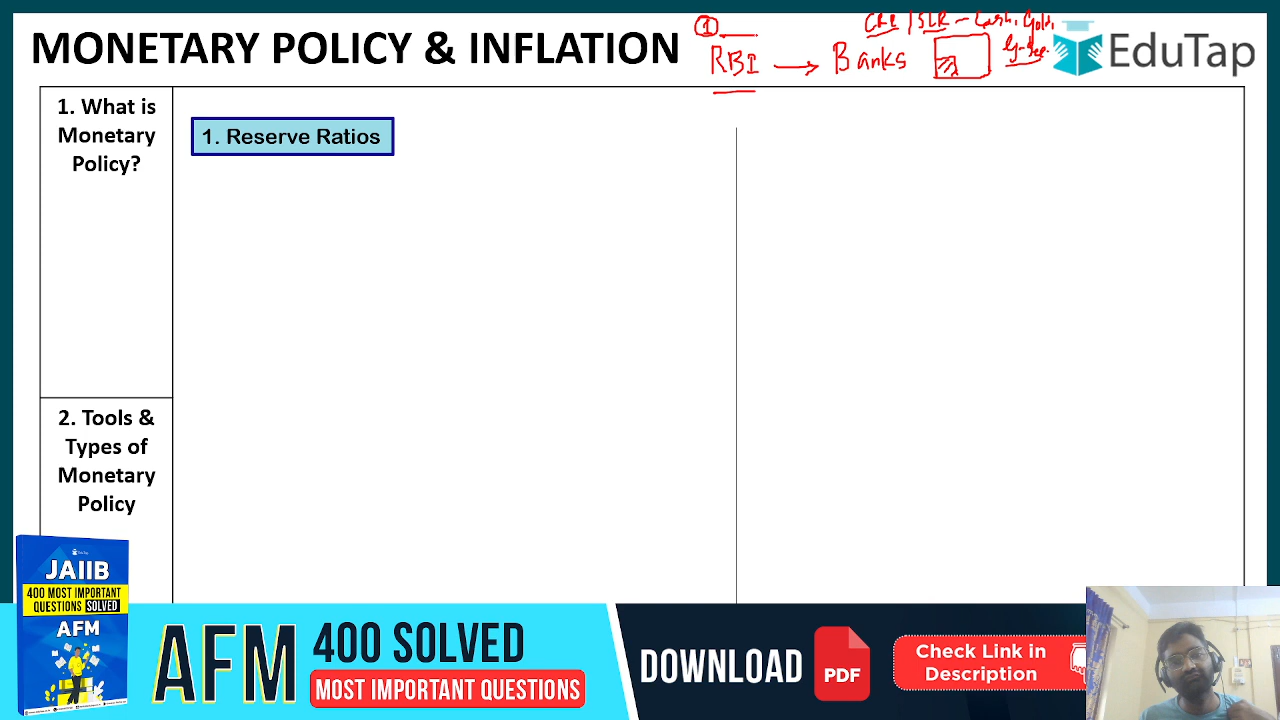 MONETARY POLICY & INFLATION
①
RBI → Banks
CRR / SLR – Cash, Gold,
G-Sec.
EduTap
1. What is
Monetary
Policy?
1. Reserve Ratios
2. Tools &
Types of
Monetary
Policy
JAIIB
400 MOST IMPORTANT
QUESTIONS SOLVED
AFM
AFM
400 SOLVED
MOST IMPORTANT QUESTIONS
DOWNLOAD
PDF
Check Link in
Description